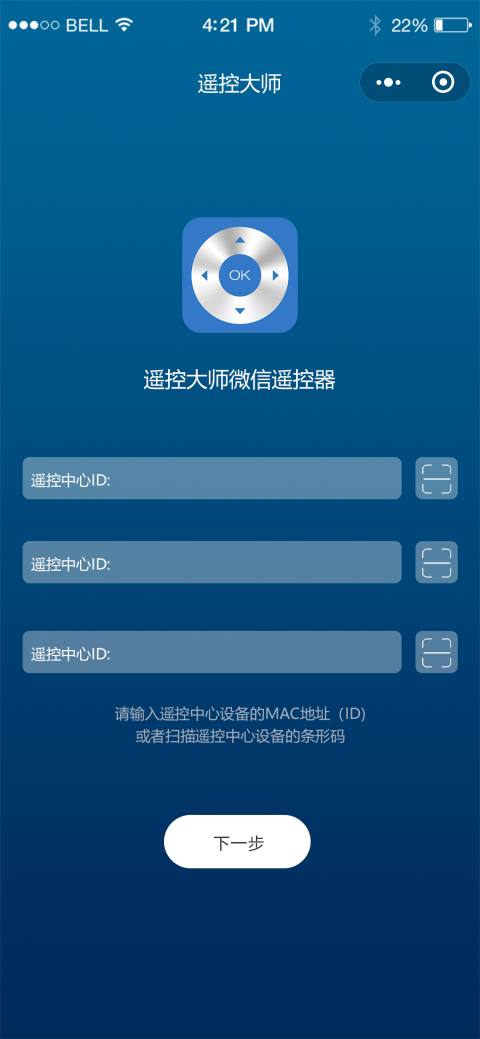 BELL 4:21 PM 22%
遥控大师
OK
遥控大师微信遥控器
遥控中心ID:
遥控中心ID:
遥控中心ID:
请输入遥控中心设备的MAC地址（ID)
或者扫描遥控中心设备的条形码
下一步